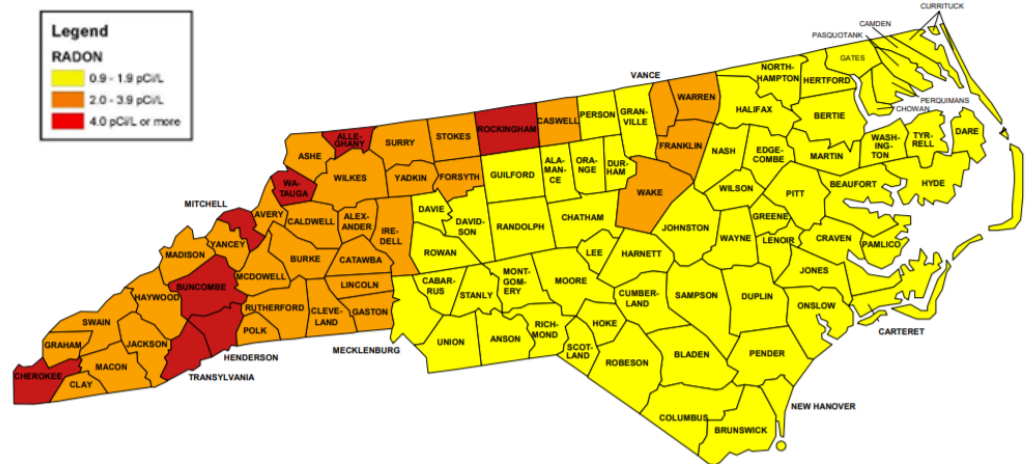 Legend
RADON
0.9 - 1.9 pCi/L
2.0 - 3.9 pCi/L
4.0 pCi/L or more
CURRITUCK
CAMDEN
PASQUOTANK
GATES
PERQUIMANS
CHOWAN
VANCE
NORTH-
HAMPTON
HERTFORD
WARREN
HALIFAX
BERTIE
ALLE-
GHANY
ASHE
SURRY
STOKES
ROCKINGHAM
CASWELL
PERSON
GRAN-
VILLE
FRANKLIN
NASH
EDGE-
COMBE
MARTIN
WASH-
ING-
TON
TYR-
RELL
DARE
WA-
TAUGA
WILKES
YADKIN
FORSYTH
GUILFORD
ALA-
MAN-
CE
ORA-
NGE
DUR-
HAM
WAKE
WILSON
PITT
BEAUFORT
HYDE
MITCHELL
AVERY
CALDWELL
ALEX-
ANDER
IRE-
DELL
DAVIE
DAVID-
SON
RANDOLPH
CHATHAM
JOHNSTON
GREENE
WAYNE
LENOIR
CRAVEN
PAMLICO
MADISON
YANCEY
MCDOWELL
BURKE
CATAWBA
ROWAN
LEE
HARNETT
JONES
BUNCOMBE
HAYWOOD
RUTHERFORD
CLEVE-
LAND
LINCOLN
GASTON
CABAR-
RUS
STANLY
MONT-
GOM-
ERY
MOORE
CUMBER-
LAND
SAMPSON
DUPLIN
ONSLOW
CARTERET
SWAIN
GRAHAM
JACKSON
POLK
HENDERSON
MECKLENBURG
UNION
ANSON
RICH-
MOND
SCOT-
LAND
HOKE
ROBESON
BLADEN
PENDER
CHEROKEE
CLAY
MACON
TRANSYLVANIA
COLUMBUS
BRUNSWICK
NEW HANOVER